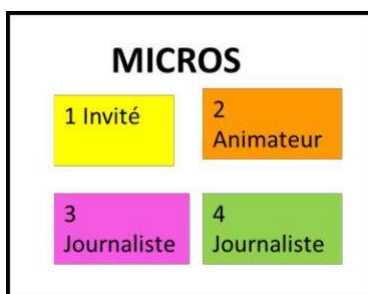 MICROS
1 Invité
2
Animateur
3
Journaliste
4
Journaliste